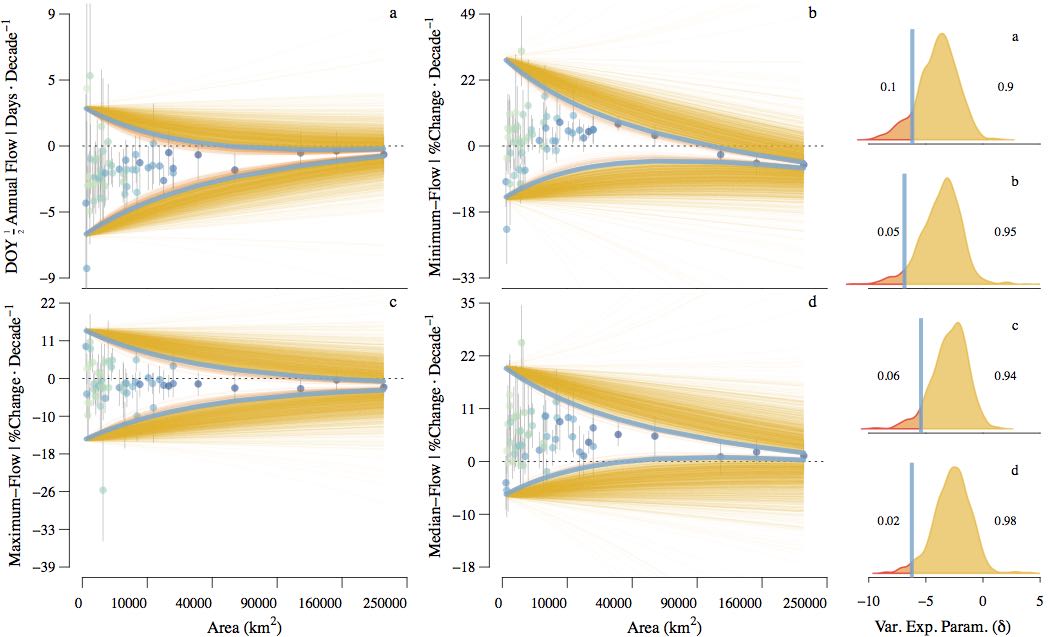 a
9
5
0
−5
−9
DOY 1/2 Annual Flow | Days · Decade−1
b
49
22
0
−18
−33
Minimum−Flow | %Change · Decade−1
c
22
11
0
−10
−18
−26
−33
−39
Maximum−Flow | %Change · Decade−1
0 10000 40000 90000 160000 250000
Area (km2)
d
35
22
11
0
−10
−18
Median−Flow | %Change · Decade−1
0 10000 40000 90000 160000 250000
Area (km2)
a
0.1 0.9
b
0.05 0.95
c
0.06 0.94
d
0.02 0.98
−10 −5 0 5
Var. Exp. Param. (δ)